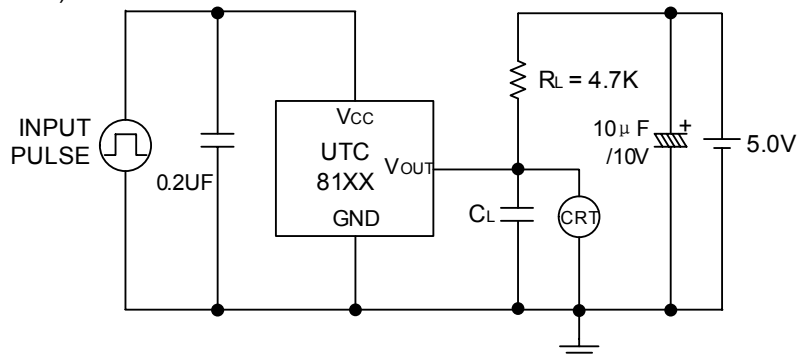 INPUT
PULSE
0.2UF
VCC
UTC
81XX
VOUT
GND
RL = 4.7K
CL
CRT
10μF
/10V
+
5.0V